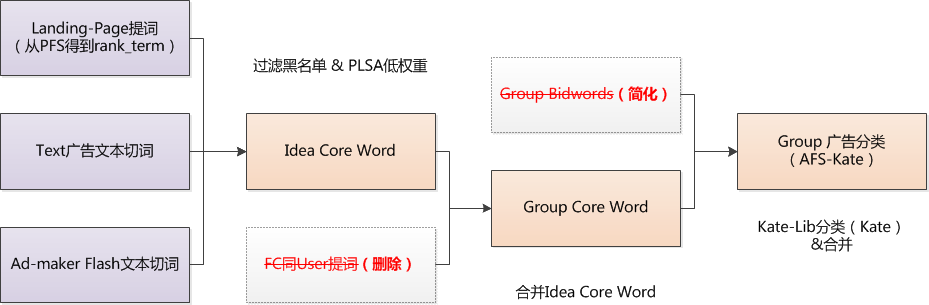 Landing-Page提词
（从PFS得到rank_term）
过滤黑名单 & PLSA低权重
Group Bidwords（简化）
Text广告文本切词
Idea Core Word
Group 广告分类
（AFS-Kate）
Group Core Word
Kate-Lib分类（Kate）
&合并
Ad-maker Flash文本切词
FC同User提词（删除）
合并Idea Core Word